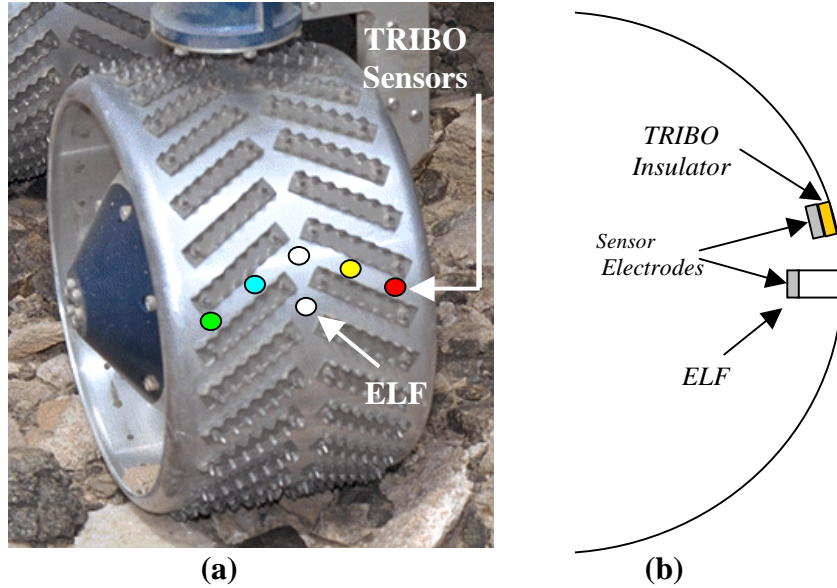 TRIBO
Sensors
ELF
(a)
TRIBO
Insulator
Sensor
Electrodes
ELF
(b)